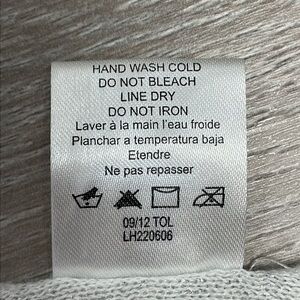 HAND WASH COLD
DO NOT BLEACH
LINE DRY
DO NOT IRON
Laver à la main l'eau froide
Planchar a temperatura baja
Etendre
Ne pas repasser
09/12 TOL
LH220606